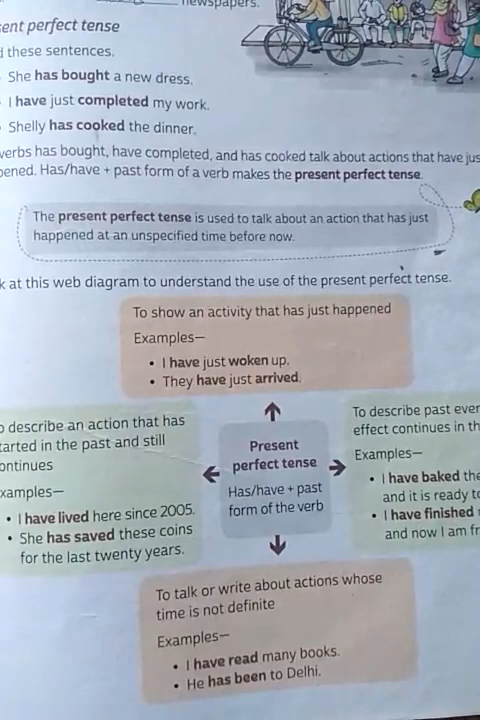 newspapers.
ent perfect tense
these sentences.
She has bought a new dress.
I have just completed my work.
Shelly has cooked the dinner.
verbs has bought, have completed, and has cooked talk about actions that have jus
pened. Has/have + past form of a verb makes the present perfect tense.
The present perfect tense is used to talk about an action that has just
happened at an unspecified time before now.
k at this web diagram to understand the use of the present perfect tense.
To show an activity that has just happened
Examples—
• I have just woken up.
• They have just arrived.
o describe an action that has
tarted in the past and still
ontinues
xamples—
• I have lived here since 2005.
• She has saved these coins
for the last twenty years.
Present
perfect tense
Has/have + past
form of the verb
To describe past ever
effect continues in th
Examples—
• I have baked the
and it is ready to
• I have finished
and now I am fr
To talk or write about actions whose
time is not definite
Examples—
• I have read many books.
• He has been to Delhi.